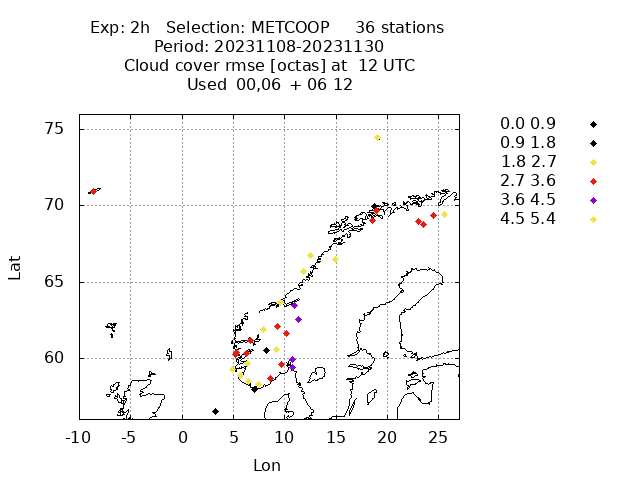 Exp: 2h   Selection: METCOOP     36 stations
Period: 20231108-20231130
Cloud cover rmse [octas] at  12 UTC
Used  00,06  + 06 12
0.0 0.9
0.9 1.8
1.8 2.7
2.7 3.6
3.6 4.5
4.5 5.4
75
70
65
60
Lat
-10 -5 0 5 10 15 20 25
Lon